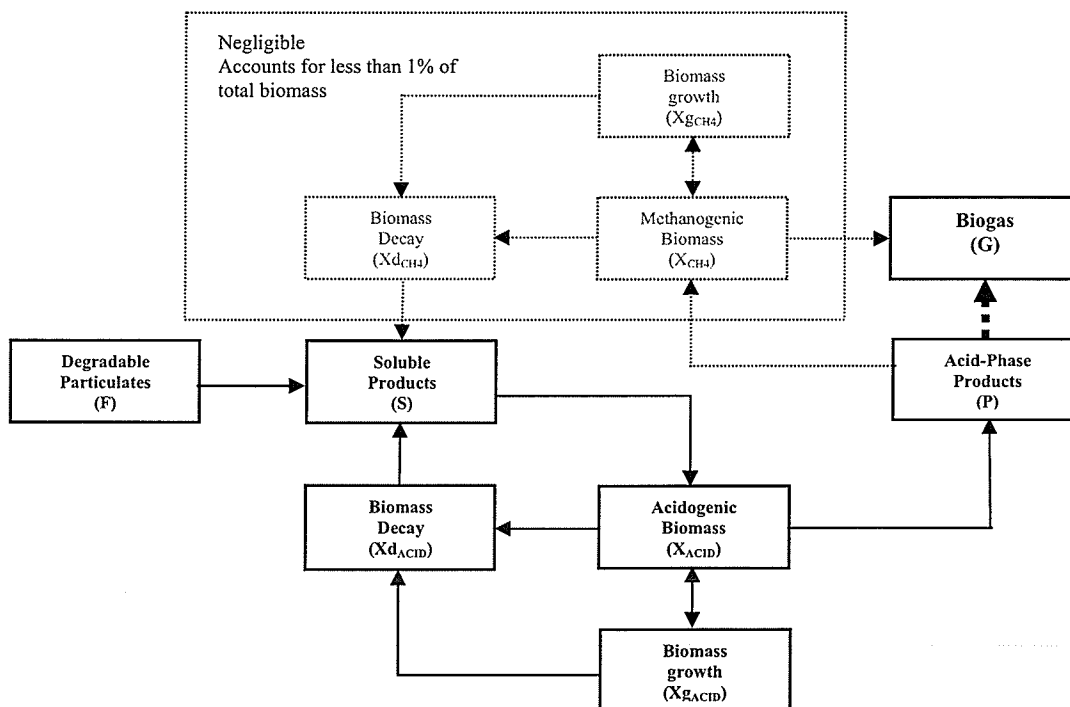 Negligible
Accounts for less than 1% of
total biomass
Biomass
growth
(Xg_CH4)
Biomass
Decay
(Xd_CH4)
Methanogenic
Biomass
(X_CH4)
Biogas
(G)
Degradable
Particulates
(F)
Soluble
Products
(S)
Acid-Phase
Products
(P)
Biomass
Decay
(Xd_ACID)
Acidogenic
Biomass
(X_ACID)
Biomass
growth
(Xg_ACID)